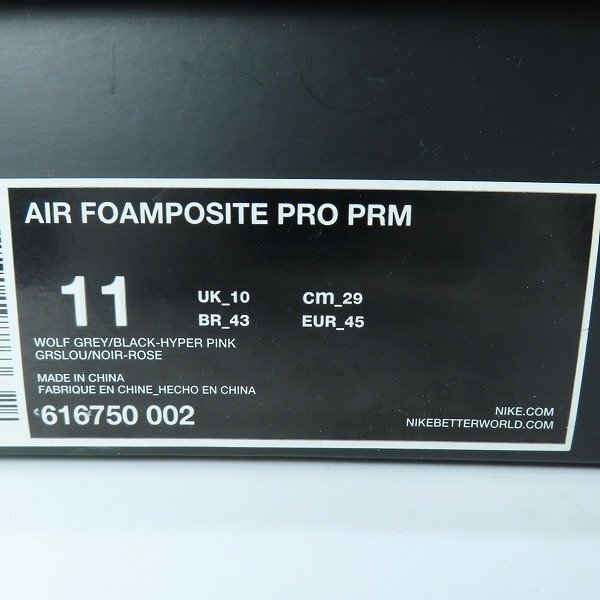 AIR FOAMPOSITE PRO PRM
11 UK_10 cm_29
BR_43 EUR_45
WOLF GREY/BLACK-HYPER PINK
GRSLOU/NOIR-ROSE
MADE IN CHINA
FABRIQUE EN CHINE_HECHO EN CHINA
616750 002
NIKE.COM
NIKEBETTERWORLD.COM